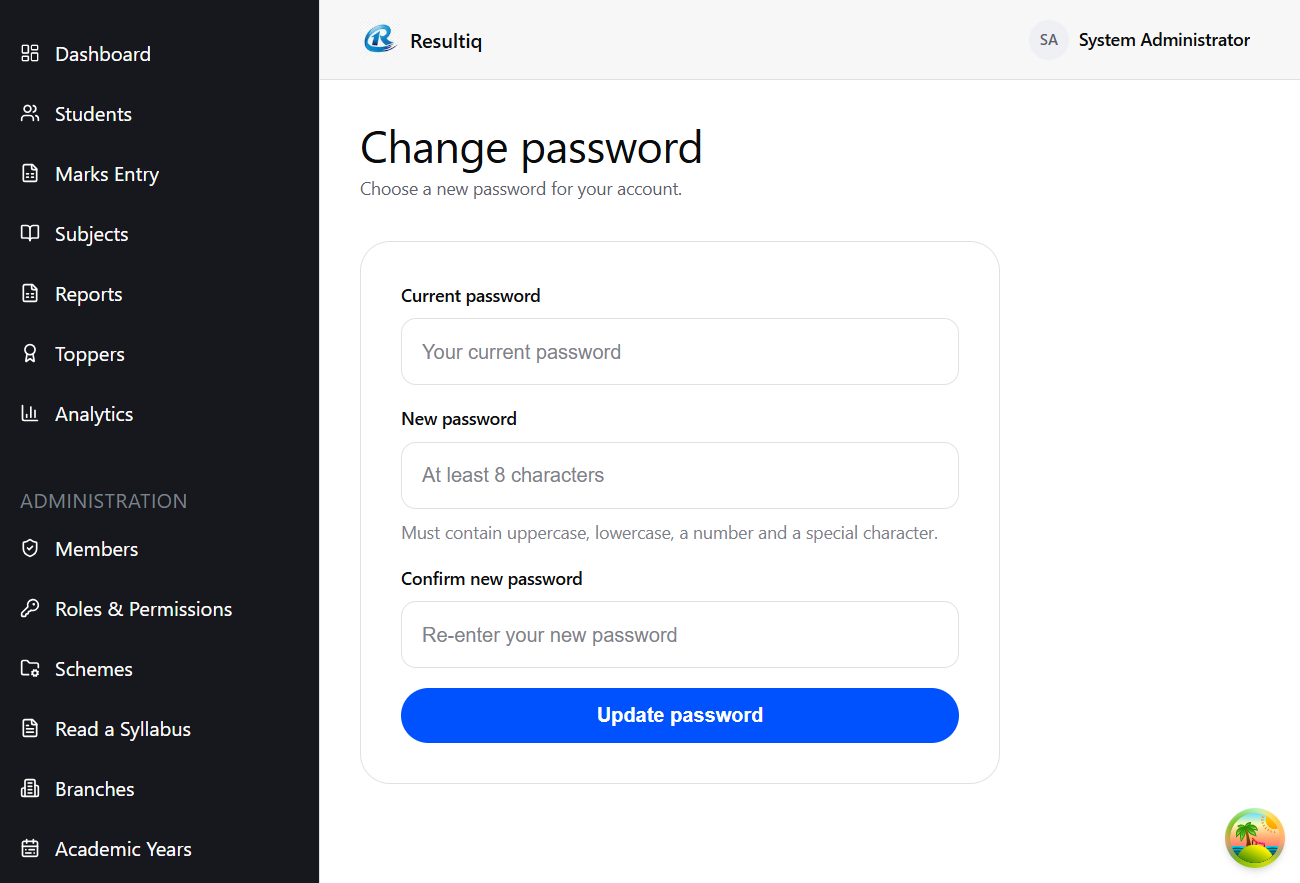 Dashboard
Students
Marks Entry
Subjects
Reports
Toppers
Analytics
ADMINISTRATION
Members
Roles & Permissions
Schemes
Read a Syllabus
Branches
Academic Years
Resultiq
SA System Administrator
Change password
Choose a new password for your account.
Current password
Your current password
New password
At least 8 characters
Must contain uppercase, lowercase, a number and a special character.
Confirm new password
Re-enter your new password
Update password